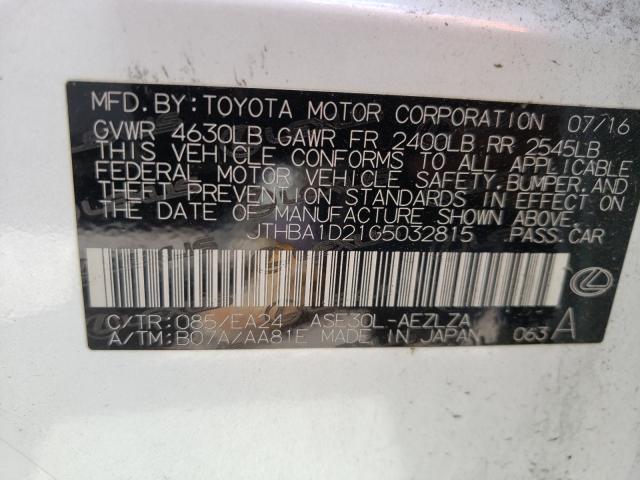 MFD. BY: TOYOTA MOTOR CORPORATION 07/16
GVWR 4630LB GAWR FR 2400LB RR 2545LB
THIS VEHICLE CONFORMS TO ALL APPLICABLE
FEDERAL MOTOR VEHICLE SAFETY, BUMPER, AND
THEFT PREVENTION STANDARDS IN EFFECT ON
THE DATE OF MANUFACTURE SHOWN ABOVE.
JTHBA1D21G5032815 PASS. CAR
C/TR: 085/EA24 ASE30L-AEZLZA
A/TM: B07A/AA81E MADE IN JAPAN 063 A